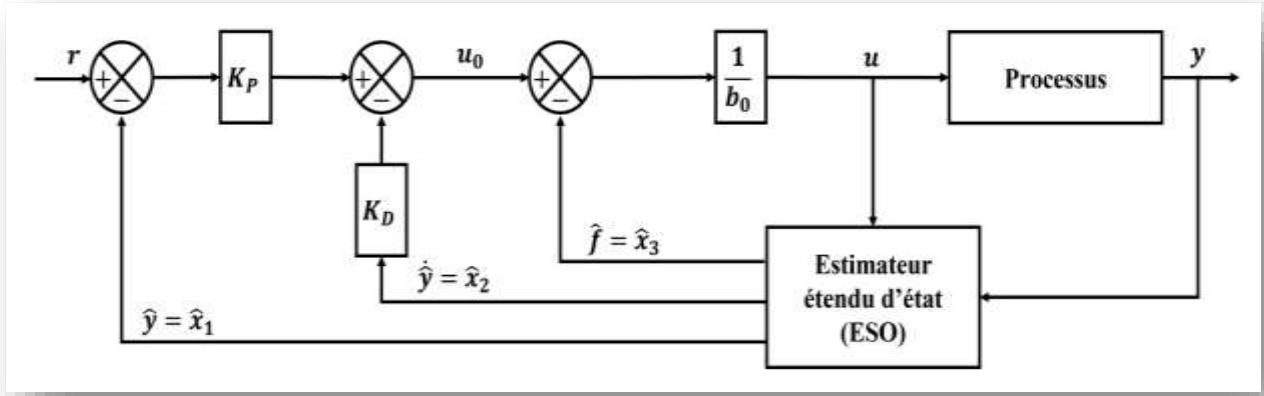 r
+
−
K_P
+
−
u_0
+
−
1
b_0
u
Processus
y
K_D
f̂ = x̂_3
ŷ̇ = x̂_2
ŷ = x̂_1
Estimateur
étendu d'état
(ESO)